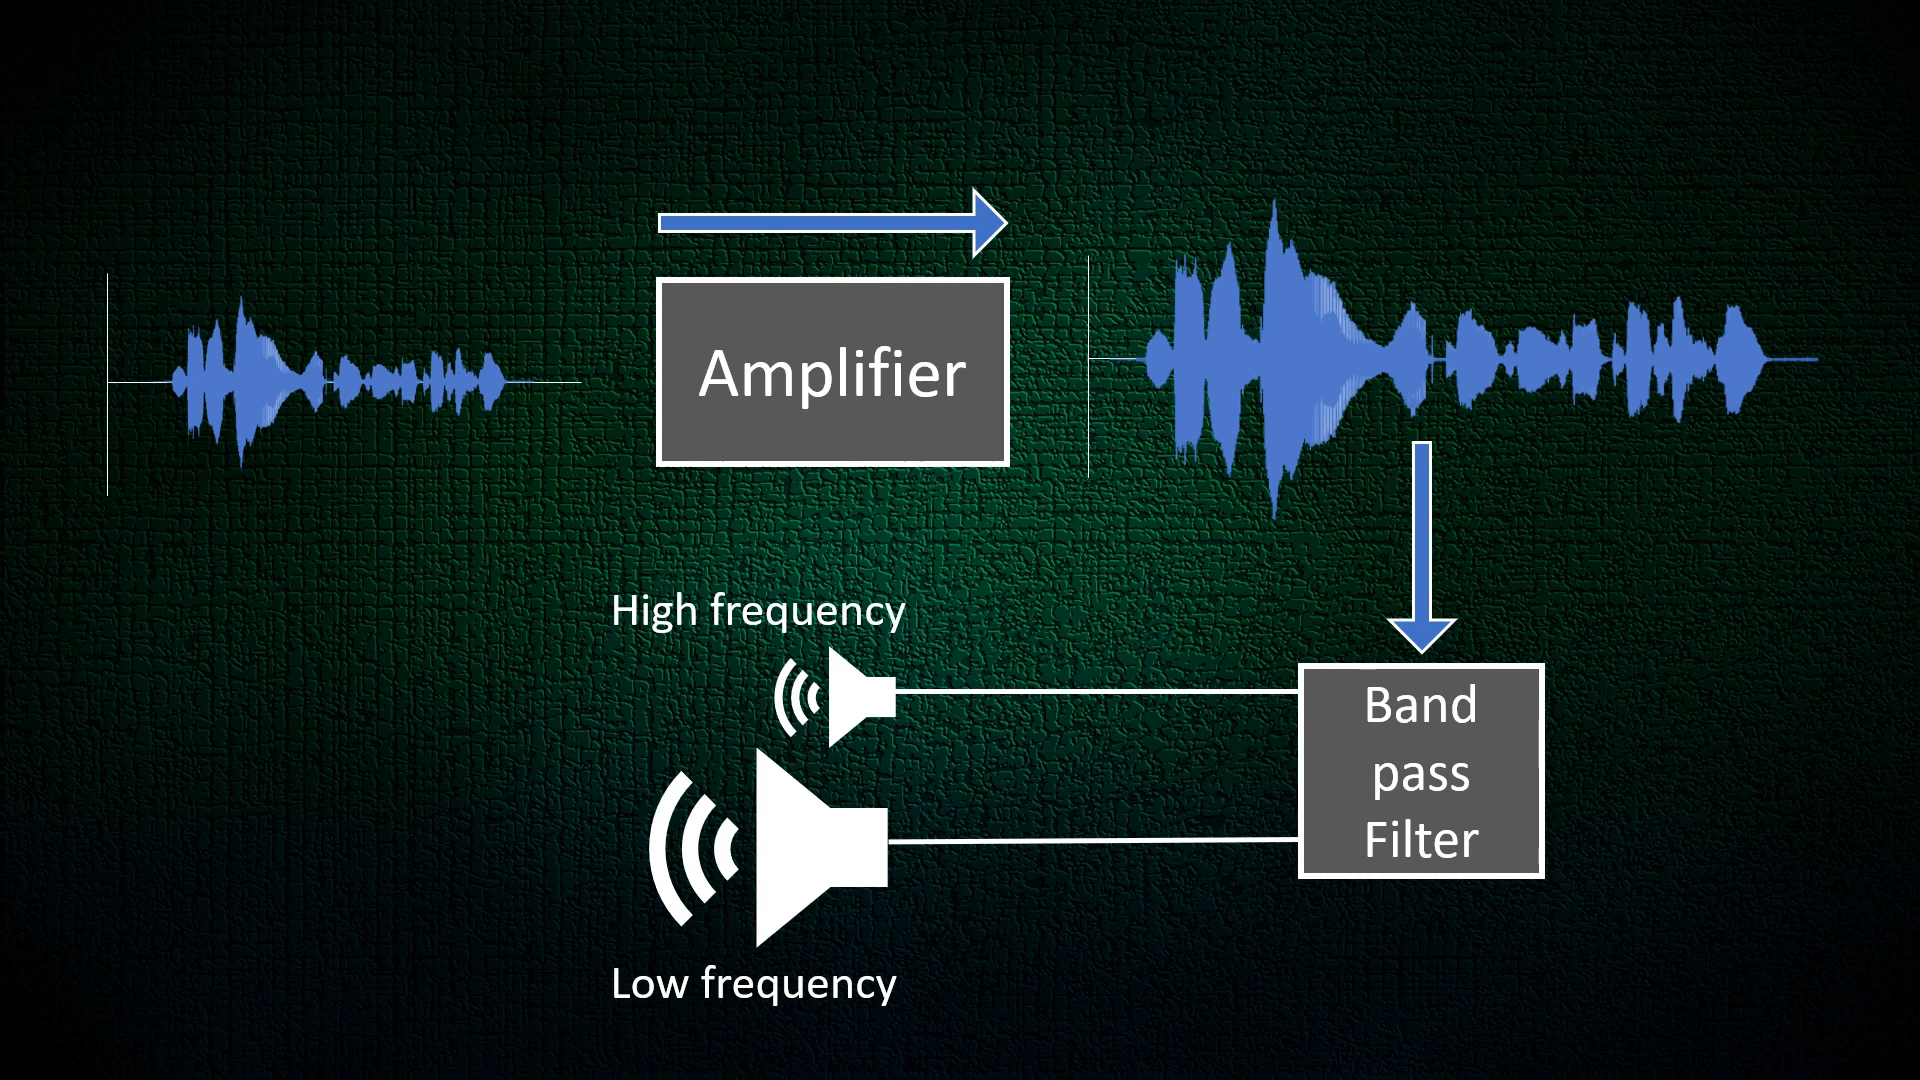 Amplifier
High frequency
Band
pass
Filter
Low frequency